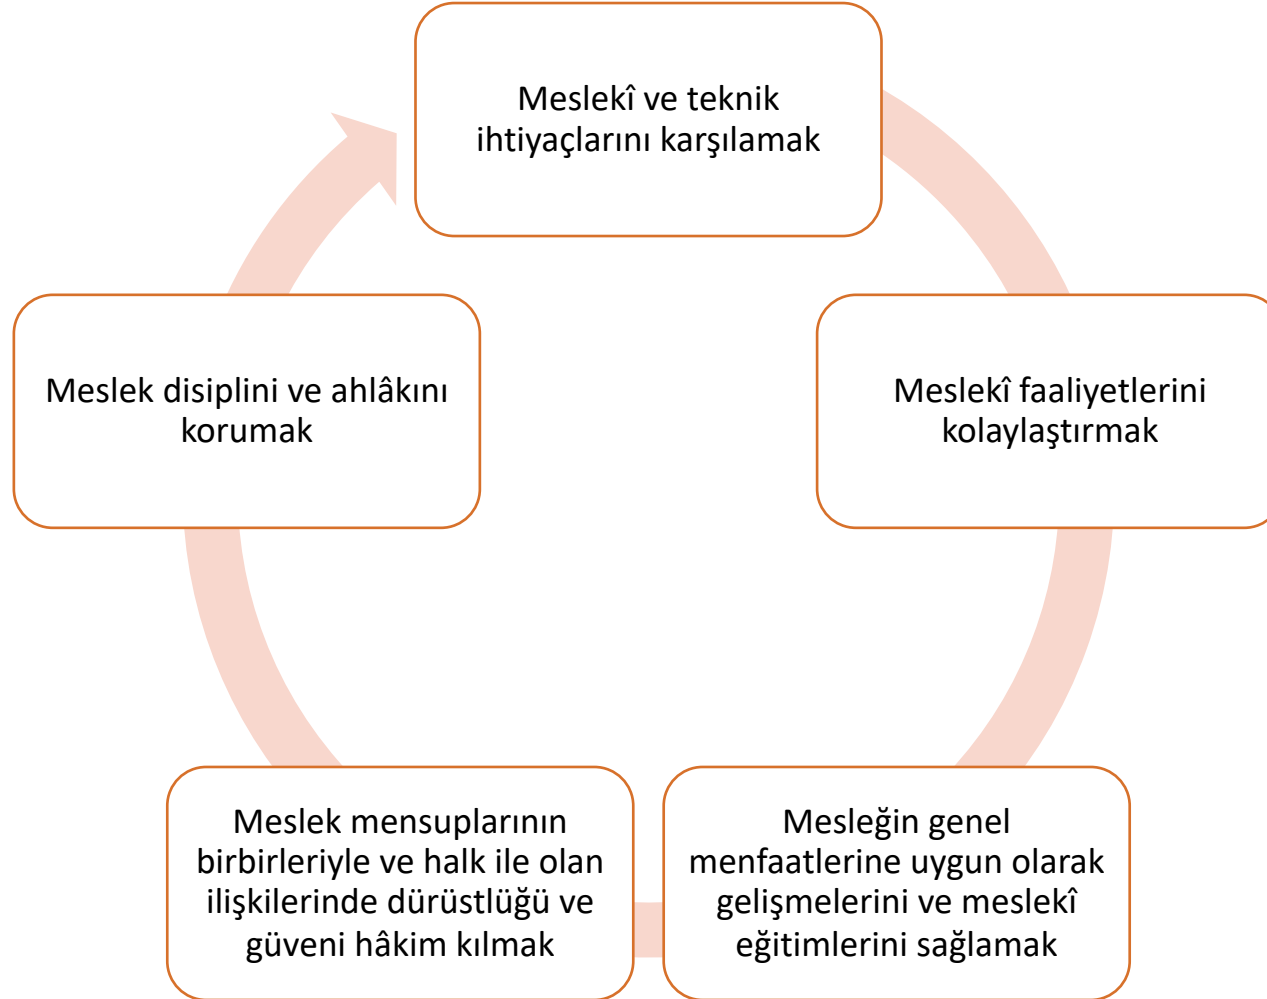 Meslekî ve teknik
ihtiyaçlarını karşılamak
Meslekî faaliyetlerini
kolaylaştırmak
Mesleğin genel
menfaatlerine uygun olarak
gelişmelerini ve meslekî
eğitimlerini sağlamak
Meslek mensuplarının
birbirleriyle ve halk ile olan
ilişkilerinde dürüstlüğü ve
güveni hâkim kılmak
Meslek disiplini ve ahlâkını
korumak